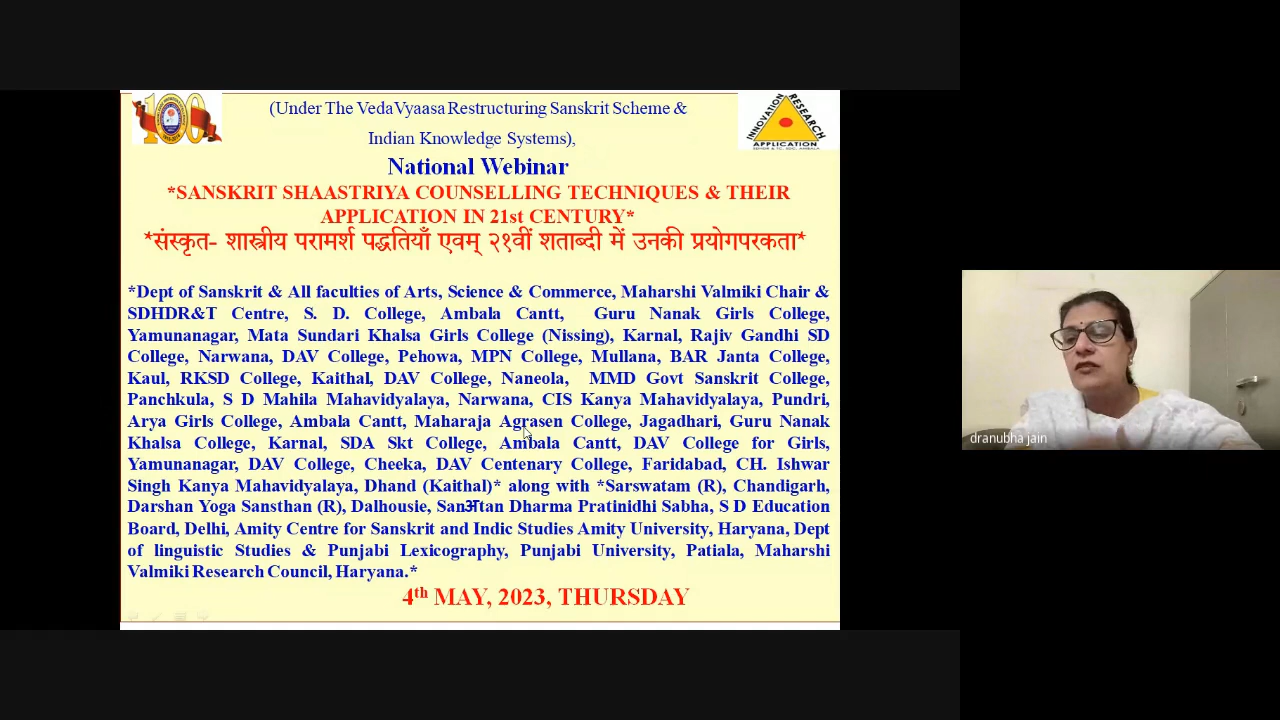 (Under The VedaVyaasa Restructuring Sanskrit Scheme &
Indian Knowledge Systems),
National Webinar
*SANSKRIT SHAASTRIYA COUNSELLING TECHNIQUES & THEIR
APPLICATION IN 21st CENTURY*
*संस्कृत- शास्त्रीय परामर्श पद्धतियाँ एवम् २१वीं शताब्दी में उनकी प्रयोगपरकता*
*Dept of Sanskrit & All faculties of Arts, Science & Commerce, Maharshi Valmiki Chair &
SDHDR&T Centre, S. D. College, Ambala Cantt, Guru Nanak Girls College,
Yamunanagar, Mata Sundari Khalsa Girls College (Nissing), Karnal, Rajiv Gandhi SD
College, Narwana, DAV College, Pehowa, MPN College, Mullana, BAR Janta College,
Kaul, RKSD College, Kaithal, DAV College, Naneola, MMD Govt Sanskrit College,
Panchkula, S D Mahila Mahavidyalaya, Narwana, CIS Kanya Mahavidyalaya, Pundri,
Arya Girls College, Ambala Cantt, Maharaja Agrasen College, Jagadhari, Guru Nanak
Khalsa College, Karnal, SDA Skt College, Ambala Cantt, DAV College for Girls,
Yamunanagar, DAV College, Cheeka, DAV Centenary College, Faridabad, CH. Ishwar
Singh Kanya Mahavidyalaya, Dhand (Kaithal)* along with *Sarswatam (R), Chandigarh,
Darshan Yoga Sansthan (R), Dalhousie, Sanअtan Dharma Pratinidhi Sabha, S D Education
Board, Delhi, Amity Centre for Sanskrit and Indic Studies Amity University, Haryana, Dept
of linguistic Studies & Punjabi Lexicography, Punjabi University, Patiala, Maharshi
Valmiki Research Council, Haryana.*
4th MAY, 2023, THURSDAY
100
INNOVATION RESEARCH
APPLICATION
dranubha jain